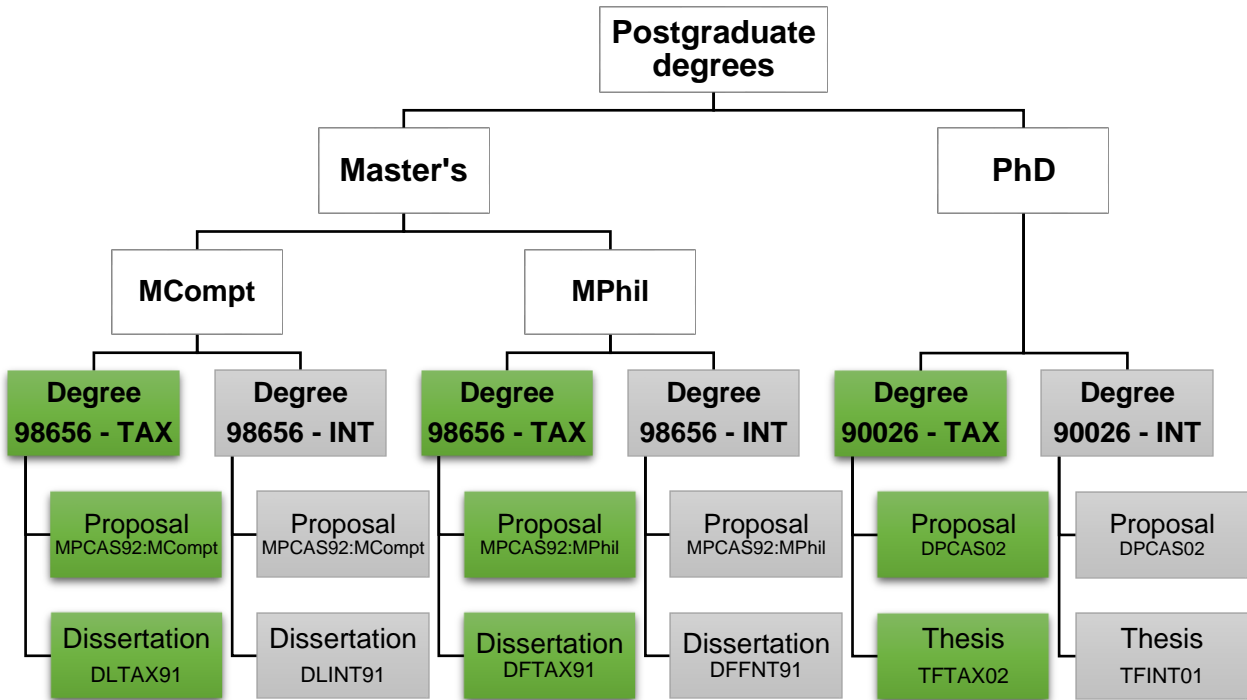 Postgraduate
degrees
Master's
PhD
MCompt
MPhil
Degree
98656 - TAX
Degree
98656 - INT
Degree
98656 - TAX
Degree
98656 - INT
Degree
90026 - TAX
Degree
90026 - INT
Proposal
MPCAS92:MCompt
Proposal
MPCAS92:MCompt
Proposal
MPCAS92:MPhil
Proposal
MPCAS92:MPhil
Proposal
DPCAS02
Proposal
DPCAS02
Dissertation
DLTAX91
Dissertation
DLINT91
Dissertation
DFTAX91
Dissertation
DFFNT91
Thesis
TFTAX02
Thesis
TFINT01